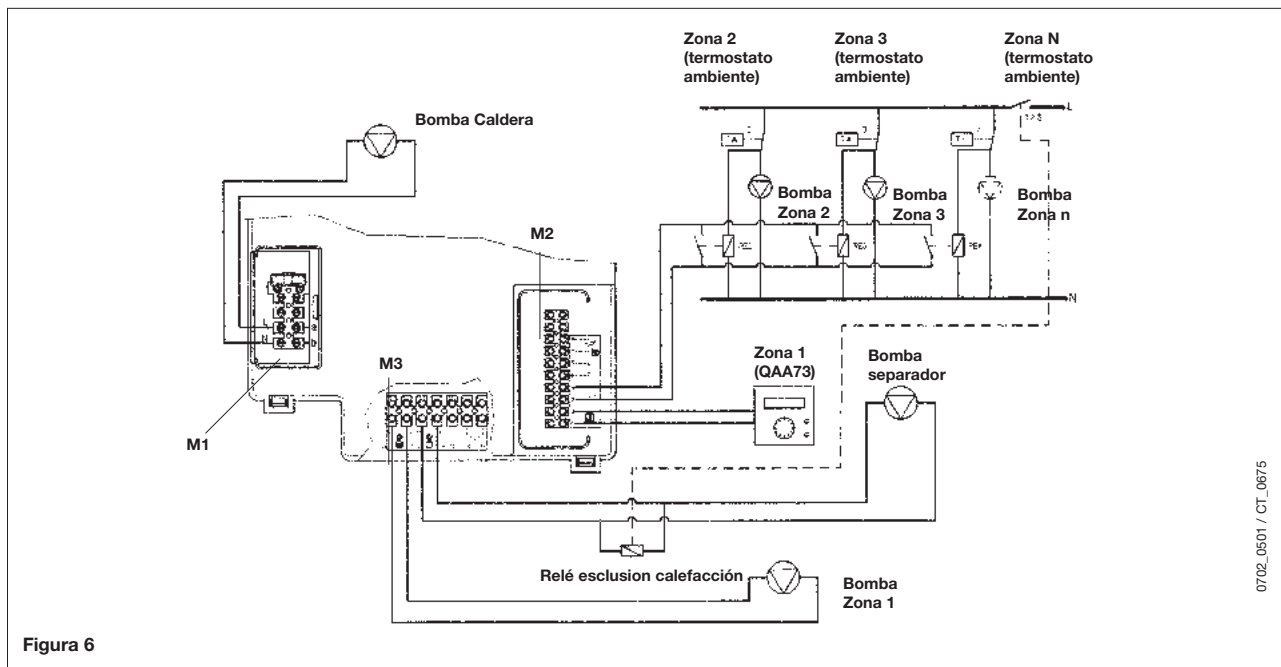 Zona 2
(termostato
ambiente)
Zona 3
(termostato
ambiente)
Zona N
(termostato
ambiente)
L
Bomba Caldera
Bomba
Zona 2
Bomba
Zona 3
Bomba
Zona n
M2
N
M3
Zona 1
(QAA73)
Bomba
separador
M1
L
N
Relé esclusion calefacción
Bomba
Zona 1
0702_0501 / CT_0675
Figura 6